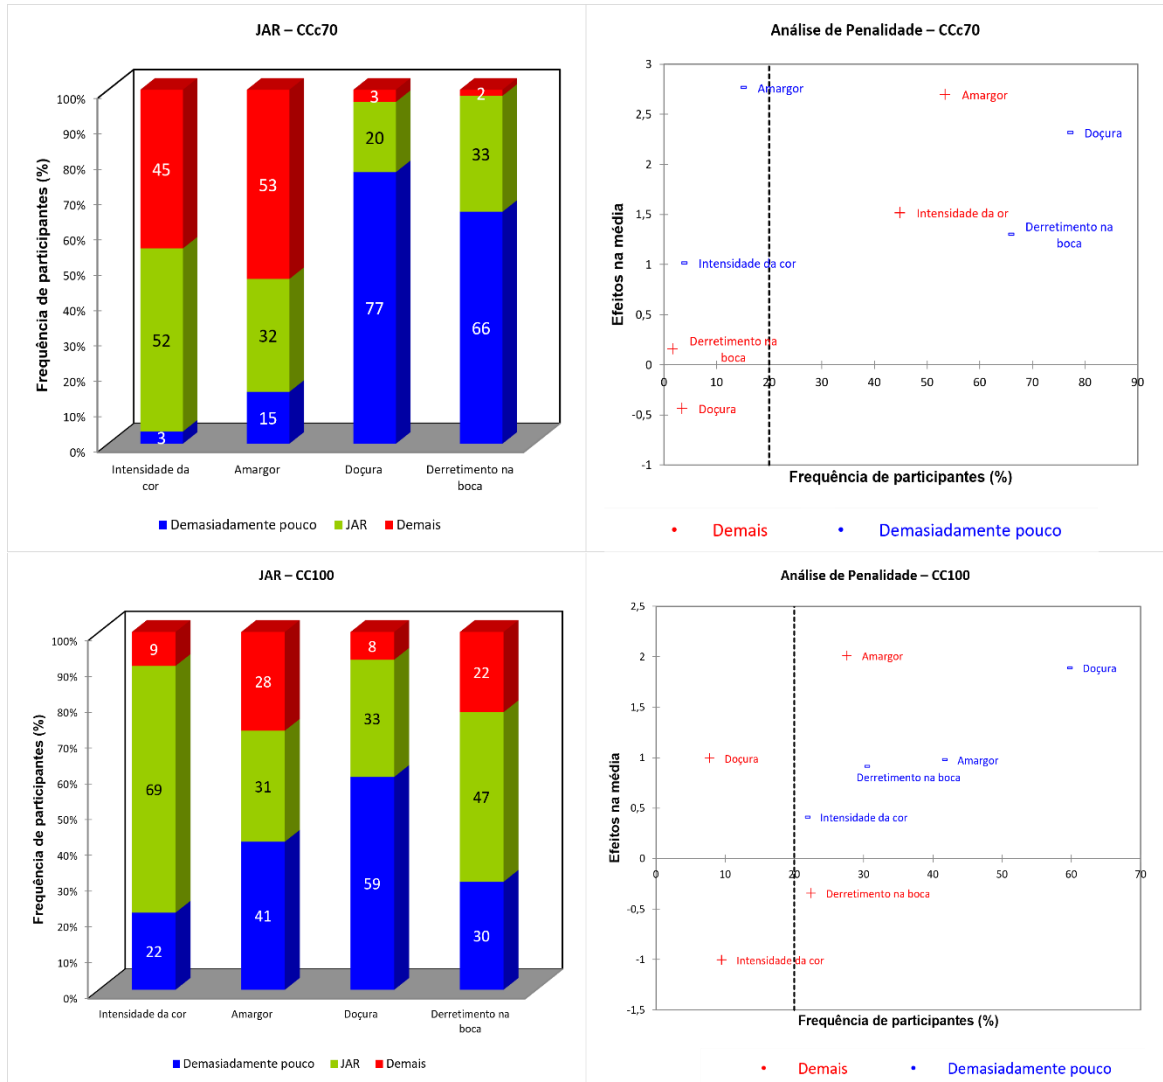 JAR – CCc70
Frequência de participantes (%)
100%
90%
80%
70%
60%
50%
40%
30%
20%
10%
0%
45
52
3
53
32
15
3
20
77
2
33
66
Intensidade da
cor
Amargor
Doçura
Derretimento na
boca
Demasiadamente pouco
JAR
Demais
Análise de Penalidade – CCc70
Efeitos na média
3
2,5
2
1,5
1
0,5
0
-0,5
-1
0
10
20
30
40
50
60
70
80
90
Amargor
Amargor
Doçura
Intensidade da or
Derretimento na
boca
Intensidade da cor
Derretimento na
boca
Doçura
Frequência de participantes (%)
Demais
Demasiadamente pouco
JAR – CC100
Frequência de participantes (%)
100%
90%
80%
70%
60%
50%
40%
30%
20%
10%
0%
9
69
22
28
31
41
8
33
59
22
47
30
Intensidade da cor
Amargor
Doçura
Derretimento na boca
Demasiadamente pouco
JAR
Demais
Análise de Penalidade – CC100
Efeitos na média
2,5
2
1,5
1
0,5
0
-0,5
-1
-1,5
0
10
20
30
40
50
60
70
Amargor
Doçura
Doçura
Amargor
Derretimento na boca
Intensidade da cor
Derretimento na boca
Intensidade da cor
Frequência de participantes (%)
Demais
Demasiadamente pouco